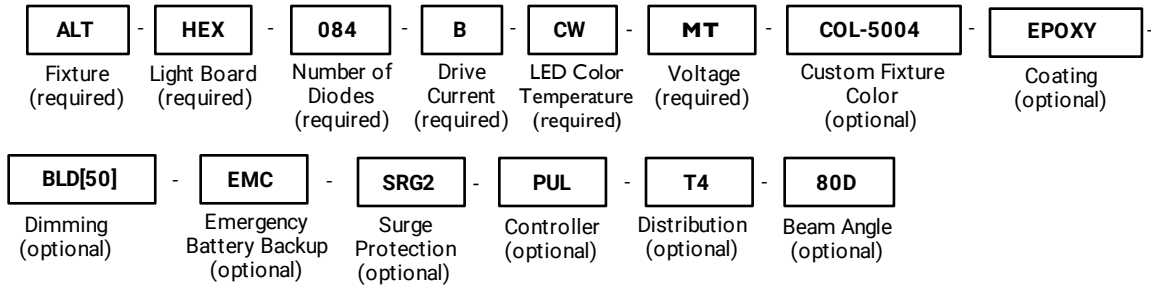 ALT - HEX - 084 - B - CW - MT - COL-5004 - EPOXY -
Fixture Light Board Number of Drive LED Color Voltage Custom Fixture Coating
(required) (required) Diodes Current Temperature (required) Color (optional)
(required) (required) (required) (optional)
BLD[50] - EMC - SRG2 - PUL - T4 - 80D
Dimming Emergency Surge Controller Distribution Beam Angle
(optional) Battery Backup Protection (optional) (optional) (optional)
(optional) (optional)